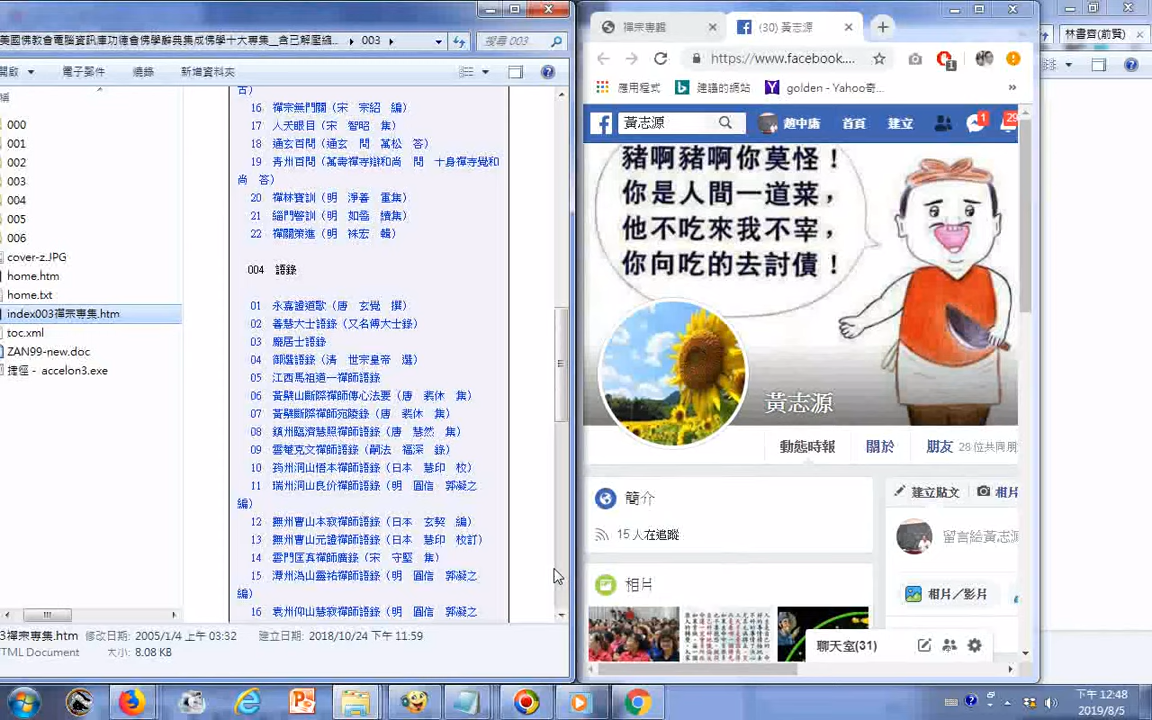 美國佛教會電腦資訊庫功德會佛學辭典集成佛學十大專集__含已解壓縮... ▸ 003 ▸
搜尋 003
開啟
電子郵件
燒錄
新增資料夾
000
001
002
003
004
005
006
cover-z.JPG
home.htm
home.txt
index003禪宗專集.htm
toc.xml
ZAN99-new.doc
捷徑 - accelon3.exe
16 禪宗無門關（宋 宗紹 編）
17 人天眼目（宋 智昭 集）
18 通玄百問（通玄 問 萬松 答）
19 青州百問（萬壽禪寺辯和尚 問 十身禪寺覺和
尚 答）
20 禪林寶訓（明 淨善 重集）
21 緇門警訓（明 如巹 續集）
22 禪關策進（明 袾宏 輯）
004 語錄
01 永嘉證道歌（唐 玄覺 撰）
02 善慧大士語錄（又名傅大士錄）
03 龐居士語錄
04 御選語錄（清 世宗皇帝 選）
05 江西馬祖道一禪師語錄
06 黃檗山斷際禪師傳心法要（唐 裴休 集）
07 黃檗斷際禪師宛陵錄（唐 裴休 集）
08 鎮州臨濟慧照禪師語錄（唐 慧然 集）
09 雲菴克文禪師語錄（嗣法 福深 錄）
10 筠州洞山悟本禪師語錄（日本 慧印 校）
11 瑞州洞山良价禪師語錄（明 圓信 郭凝之
編）
12 撫州曹山本寂禪師語錄（日本 玄契 編）
13 撫州曹山元證禪師語錄（日本 慧印 校訂）
14 雲門匡真禪師廣錄（宋 守堅 集）
15 潭州溈山靈祐禪師語錄（明 圓信 郭凝之
編）
16 袁州仰山慧寂禪師語錄（明 圓信 郭凝之
3禪宗專集.htm 修改日期: 2005/1/4 上午 03:32 建立日期: 2018/10/24 下午 11:59
TML Document 大小: 8.08 KB
禪宗專輯
(30) 黃志源
https://www.facebook....
1
應用程式
建議的網站
golden - Yahoo奇...
»
黃志源
趙中唐
首頁
建立
1
29
豬啊豬啊你莫怪！
你是人間一道菜，
他不吃來我不宰，
你向吃的去討債！
黃志源
動態時報
關於
朋友 28 位共同朋
簡介
15 人在追蹤
相片
建立貼文
相片
留言給黃志源
相片／影片
聊天室(31)
林書齊(前賢)
下午 12:48
2019/8/5